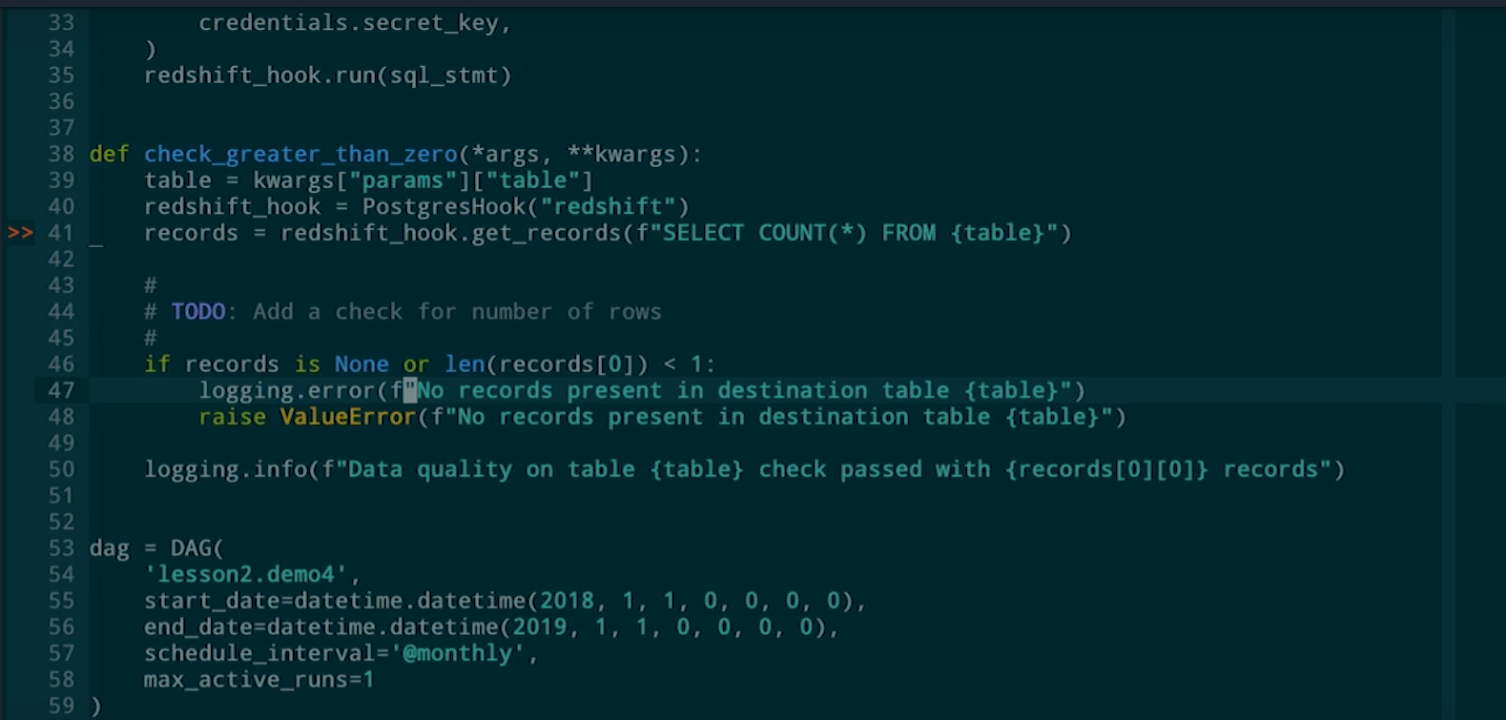 33 credentials.secret_key,
34 )
35 redshift_hook.run(sql_stmt)
36
37
38 def check_greater_than_zero(*args, **kwargs):
39 table = kwargs["params"]["table"]
40 redshift_hook = PostgresHook("redshift")
>> 41 _ records = redshift_hook.get_records(f"SELECT COUNT(*) FROM {table}")
42
43 #
44 # TODO: Add a check for number of rows
45 #
46 if records is None or len(records[0]) < 1:
47 logging.error(f"No records present in destination table {table}")
48 raise ValueError(f"No records present in destination table {table}")
49
50 logging.info(f"Data quality on table {table} check passed with {records[0][0]} records")
51
52
53 dag = DAG(
54 'lesson2.demo4',
55 start_date=datetime.datetime(2018, 1, 1, 0, 0, 0, 0),
56 end_date=datetime.datetime(2019, 1, 1, 0, 0, 0, 0),
57 schedule_interval='@monthly',
58 max_active_runs=1
59 )